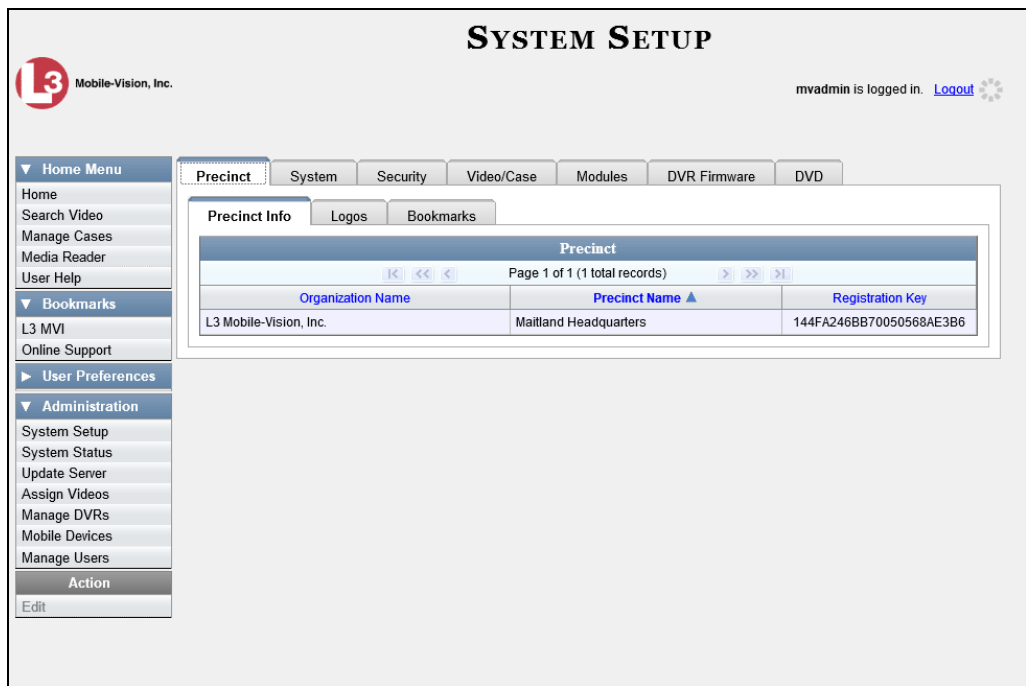 SYSTEM SETUP
L3 Mobile-Vision, Inc.
mvadmin is logged in. Logout
▼ Home Menu
Home
Search Video
Manage Cases
Media Reader
User Help
▼ Bookmarks
L3 MVI
Online Support
▶ User Preferences
▼ Administration
System Setup
System Status
Update Server
Assign Videos
Manage DVRs
Mobile Devices
Manage Users
Action
Edit
Precinct System Security Video/Case Modules DVR Firmware DVD
Precinct Info Logos Bookmarks
Precinct
|< << < Page 1 of 1 (1 total records) > >> >|
Organization Name Precinct Name ▲ Registration Key
L3 Mobile-Vision, Inc. Maitland Headquarters 144FA246BB70050568AE3B6